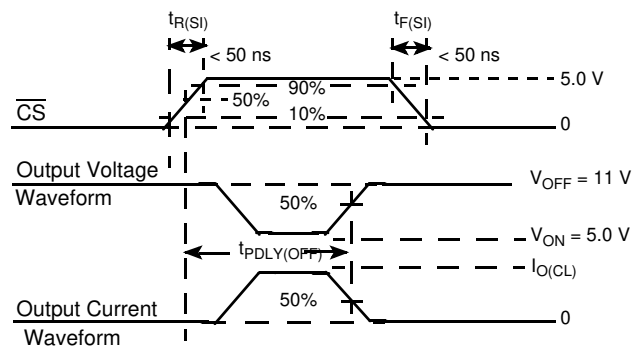 tR(SI)
tF(SI)
< 50 ns
< 50 ns
5.0 V
90%
50%
10%
CS
0
Output Voltage
Waveform
VOFF = 11 V
50%
VON = 5.0 V
tPDLY(OFF)
IO(CL)
50%
Output Current
Waveform
0